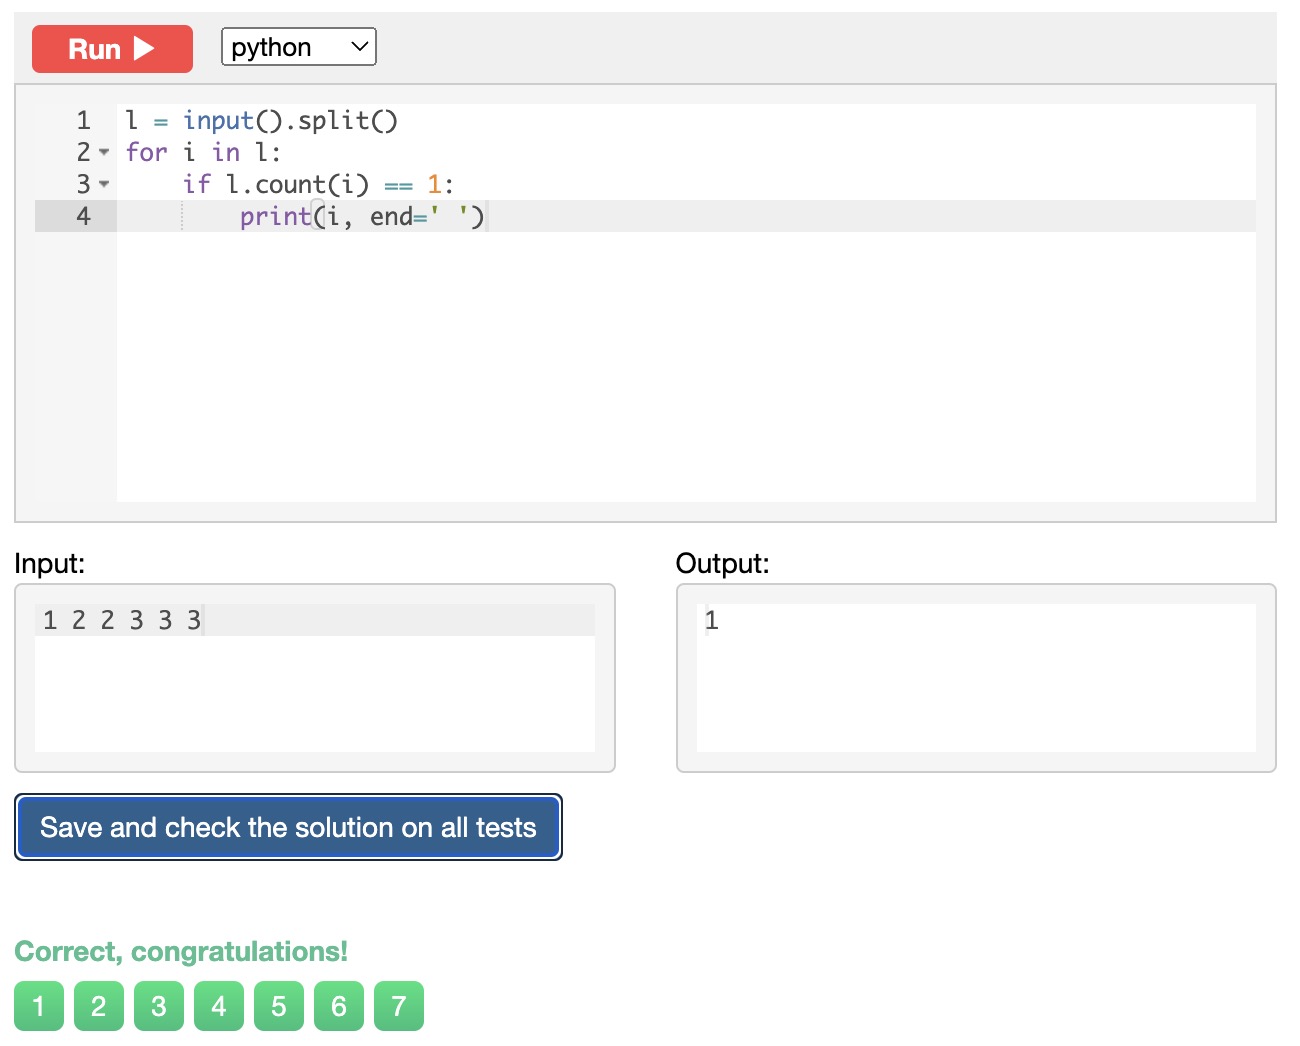 Run
python
1 l = input().split()
2 for i in l:
3     if l.count(i) == 1:
4         print(i, end=' ')
Input:
Output:
1 2 2 3 3 3
1
Save and check the solution on all tests
Correct, congratulations!
1 2 3 4 5 6 7